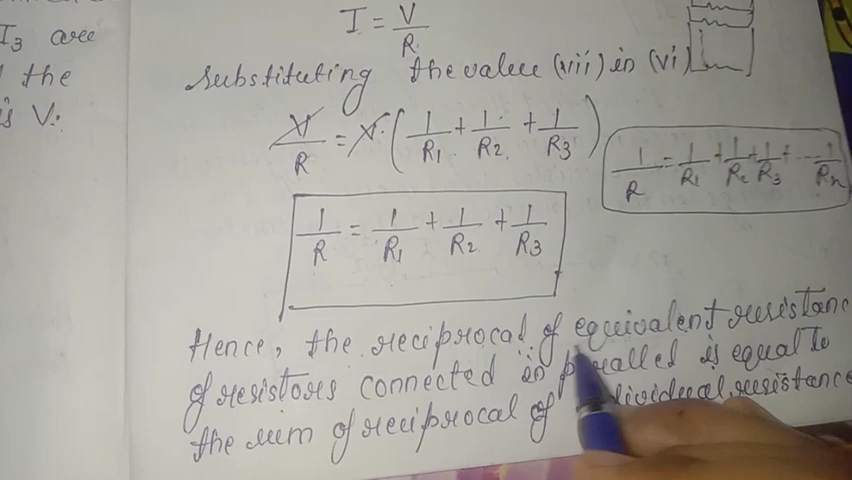 I3 are
the
is V.
I = V/R
substituting the value (vii) in (vi)
V/R = V. (1/R1 + 1/R2 + 1/R3)
1/R = 1/R1 + 1/R2 + 1/R3 + --- 1/Rn
1/R = 1/R1 + 1/R2 + 1/R3
Hence, the reciprocal of equivalent resistanc
of resistors connected in parallel is equal to
the sum of reciprocal of resistance